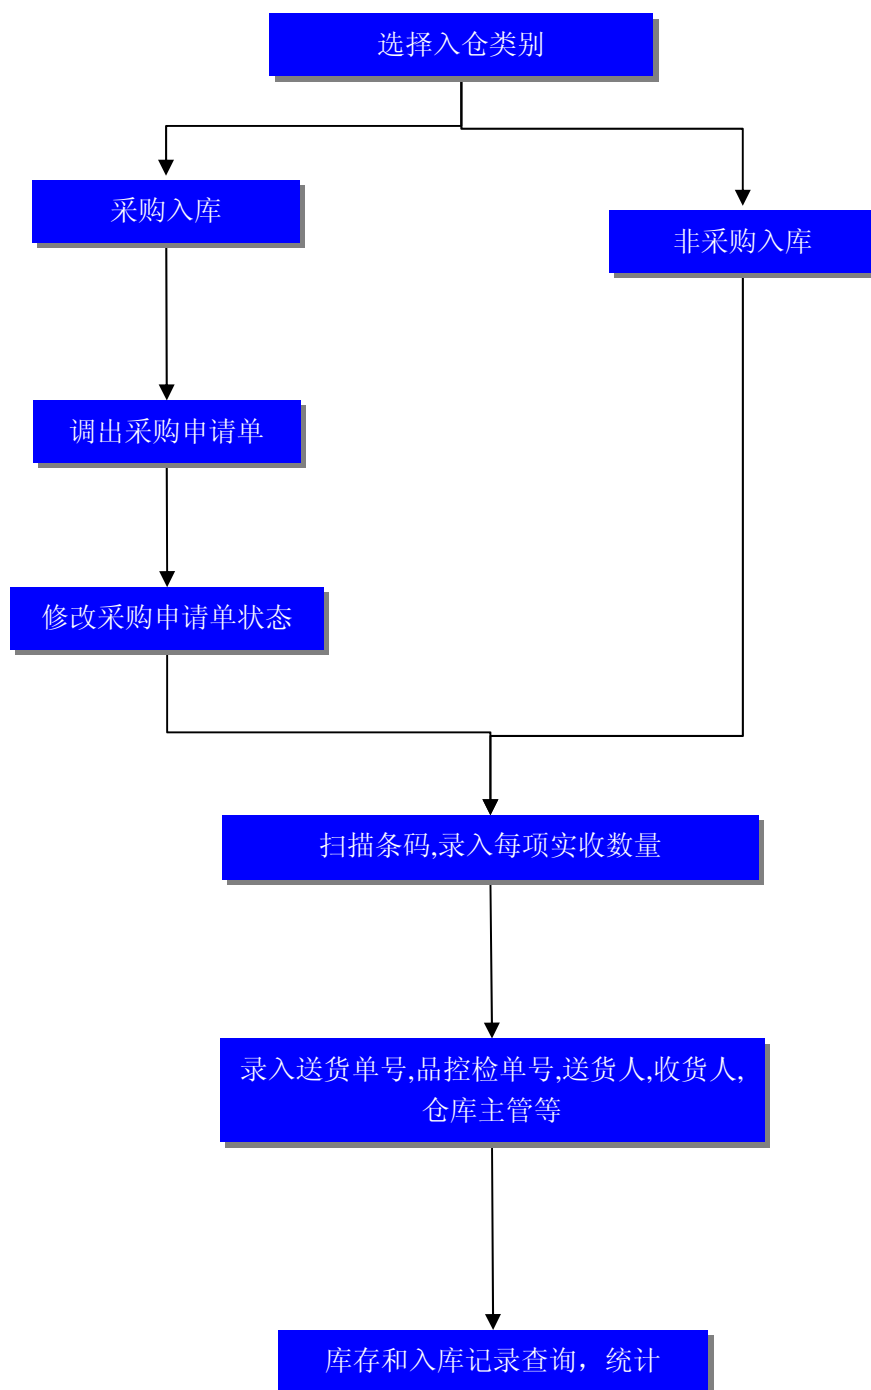 选择入仓类别
采购入库
非采购入库
调出采购申请单
修改采购申请单状态
扫描条码,录入每项实收数量
录入送货单号,品控检单号,送货人,收货人,
仓库主管等
库存和入库记录查询，统计